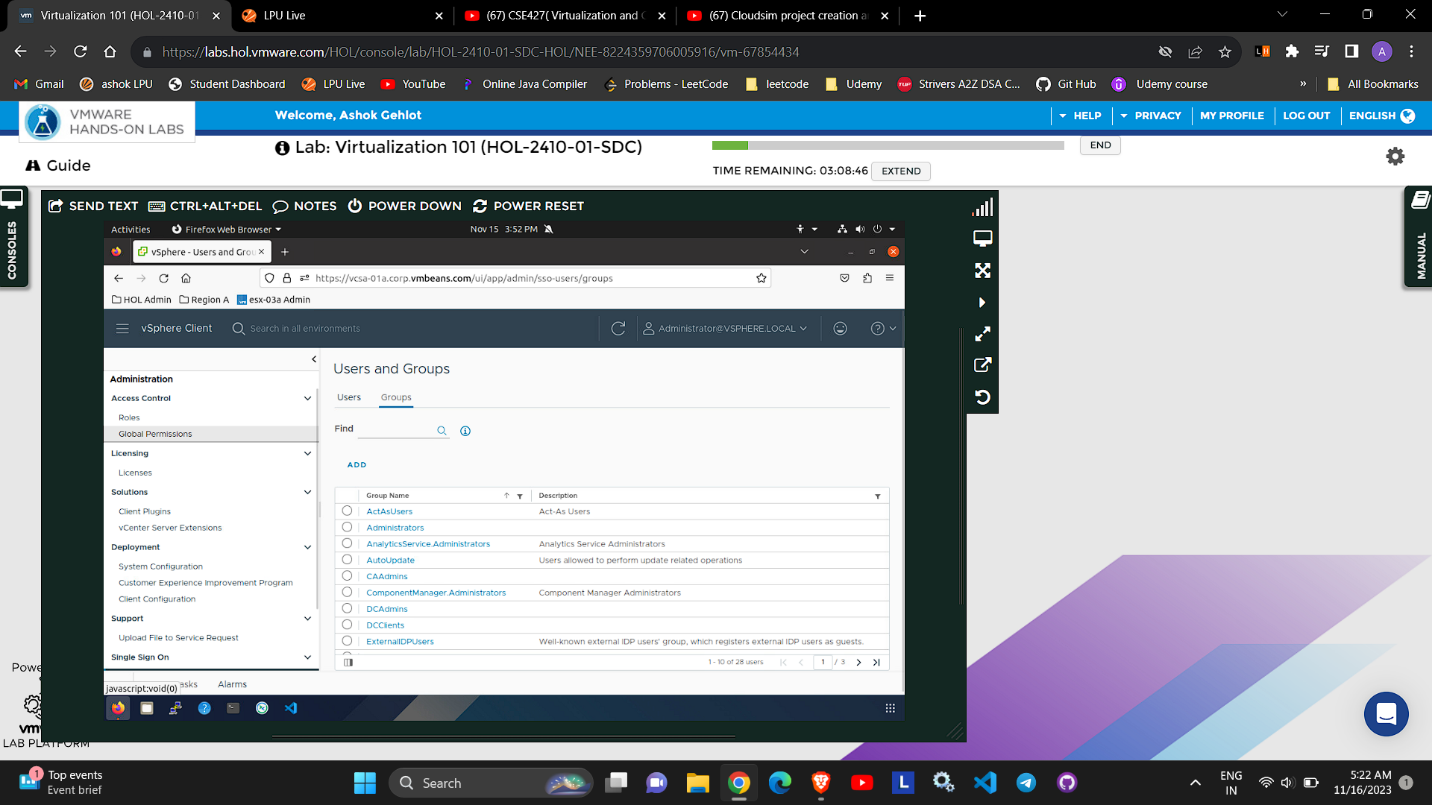 vm Virtualization 101 (HOL-2410-01
LPU Live
(67) CSE427( Virtualization and C
(67) Cloudsim project creation a
https://labs.hol.vmware.com/HOL/console/lab/HOL-2410-01-SDC-HOL/NEE-8224359706005916/vm-67854434
LH
A
Gmail
ashok LPU
Student Dashboard
LPU Live
YouTube
Online Java Compiler
Problems - LeetCode
leetcode
Udemy
Strivers A2Z DSA C...
Git Hub
Udemy course
»
All Bookmarks
VMWARE
HANDS-ON LABS
Welcome, Ashok Gehlot
HELP
PRIVACY
MY PROFILE
LOG OUT
ENGLISH
Guide
Lab: Virtualization 101 (HOL-2410-01-SDC)
END
TIME REMAINING: 03:08:46
EXTEND
CONSOLES
MANUAL
SEND TEXT
CTRL+ALT+DEL
NOTES
POWER DOWN
POWER RESET
Activities
Firefox Web Browser
Nov 15 3:52 PM
vSphere - Users and Grou
https://vcsa-01a.corp.vmbeans.com/ui/app/admin/sso-users/groups
HOL Admin
Region A
esx-03a Admin
vSphere Client
Search in all environments
Administrator@VSPHERE.LOCAL
Administration
Access Control
Roles
Global Permissions
Licensing
Licenses
Solutions
Client Plugins
vCenter Server Extensions
Deployment
System Configuration
Customer Experience Improvement Program
Client Configuration
Support
Upload File to Service Request
Single Sign On
Users and Groups
Users
Groups
Find
ADD
Group Name
Description
ActAsUsers
Act-As Users
Administrators
AnalyticsService.Administrators
Analytics Service Administrators
AutoUpdate
Users allowed to perform update related operations
CAAdmins
ComponentManager.Administrators
Component Manager Administrators
DCAdmins
DCClients
ExternalIDPUsers
Well-known external IDP users' group, which registers external IDP users as guests.
1 - 10 of 28 users
1 / 3
javascript:void(0)
asks
Alarms
Powe
vmw
LAB PLATFORM
1
Top events
Event brief
Search
L
ENG
IN
5:22 AM
11/16/2023
1